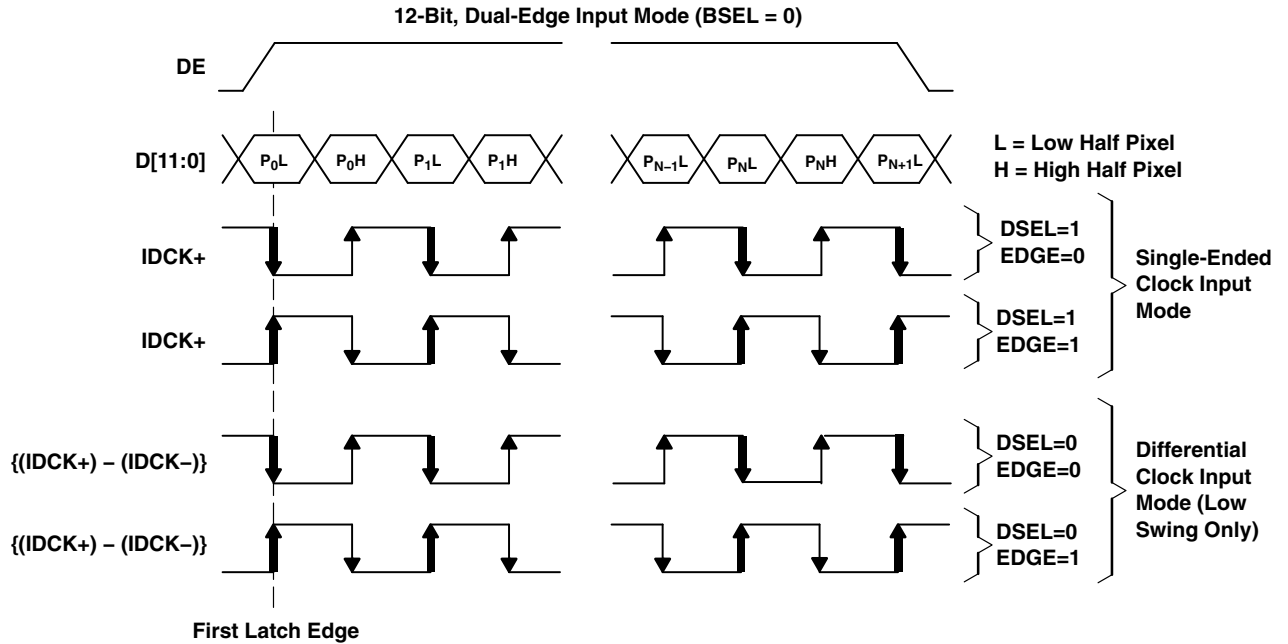 12-Bit, Dual-Edge Input Mode (BSEL = 0)
DE
D[11:0]
P0L P0H P1L P1H PN−1L PNL PNH PN+1L
L = Low Half Pixel
H = High Half Pixel
IDCK+
DSEL=1
EDGE=0
IDCK+
DSEL=1
EDGE=1
Single-Ended
Clock Input
Mode
{(IDCK+) − (IDCK−)}
DSEL=0
EDGE=0
{(IDCK+) − (IDCK−)}
DSEL=0
EDGE=1
Differential
Clock Input
Mode (Low
Swing Only)
First Latch Edge